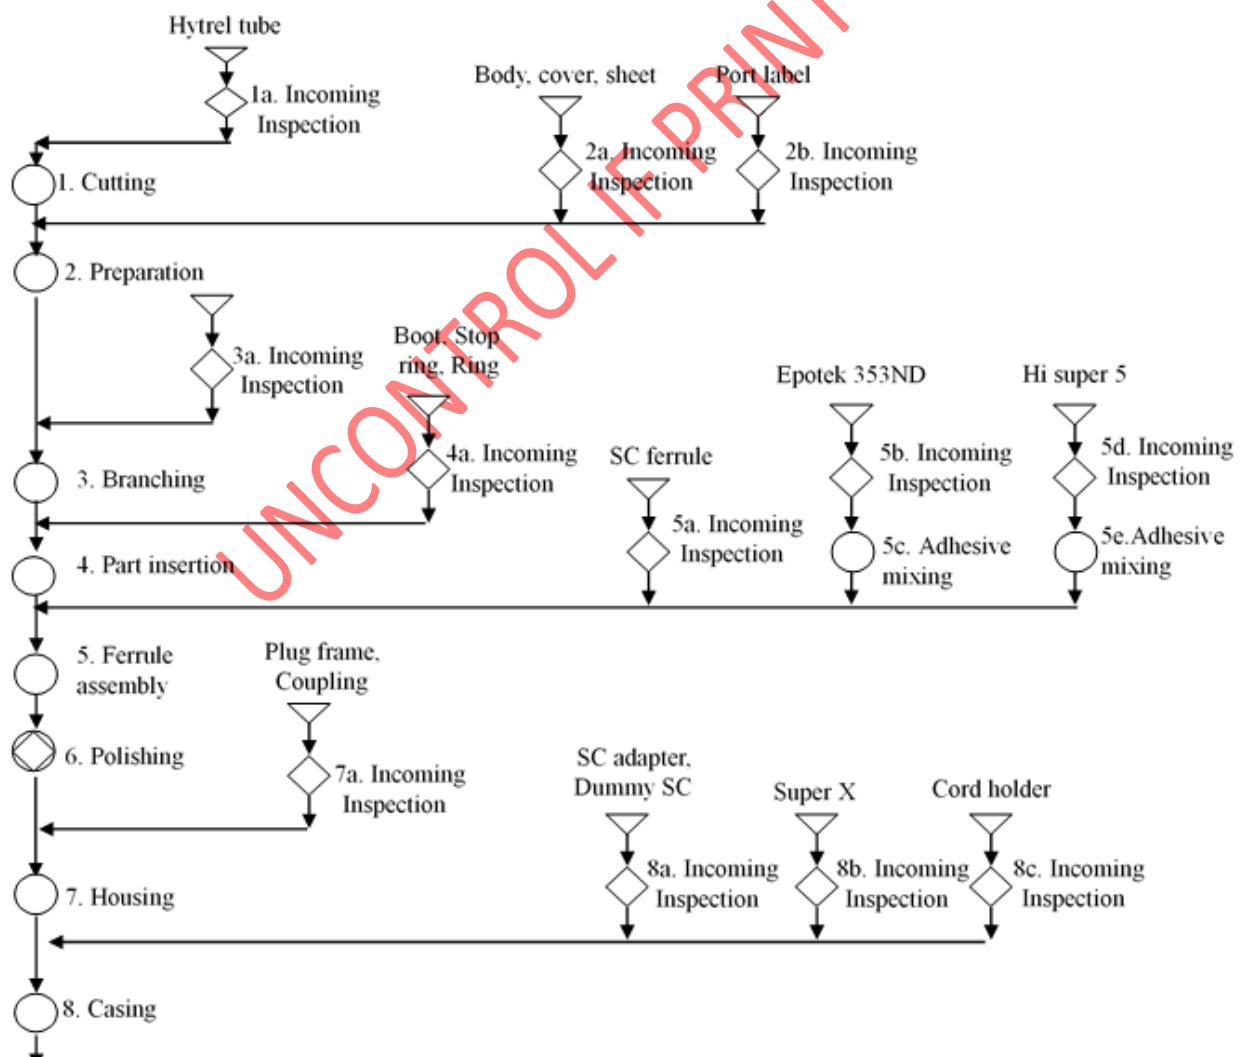 Hytrel tube
1a. Incoming
Inspection
Body, cover, sheet
Port label
2a. Incoming
Inspection
2b. Incoming
Inspection
1. Cutting
2. Preparation
3a. Incoming
Inspection
Boot, Stop
ring, Ring
4a. Incoming
Inspection
3. Branching
SC ferrule
5a. Incoming
Inspection
Epotek 353ND
5b. Incoming
Inspection
5c. Adhesive
mixing
Hi super 5
5d. Incoming
Inspection
5e.Adhesive
mixing
4. Part insertion
5. Ferrule
assembly
Plug frame,
Coupling
7a. Incoming
Inspection
6. Polishing
SC adapter,
Dummy SC
8a. Incoming
Inspection
Super X
8b. Incoming
Inspection
Cord holder
8c. Incoming
Inspection
7. Housing
8. Casing
UNCONTROL IF PRINT